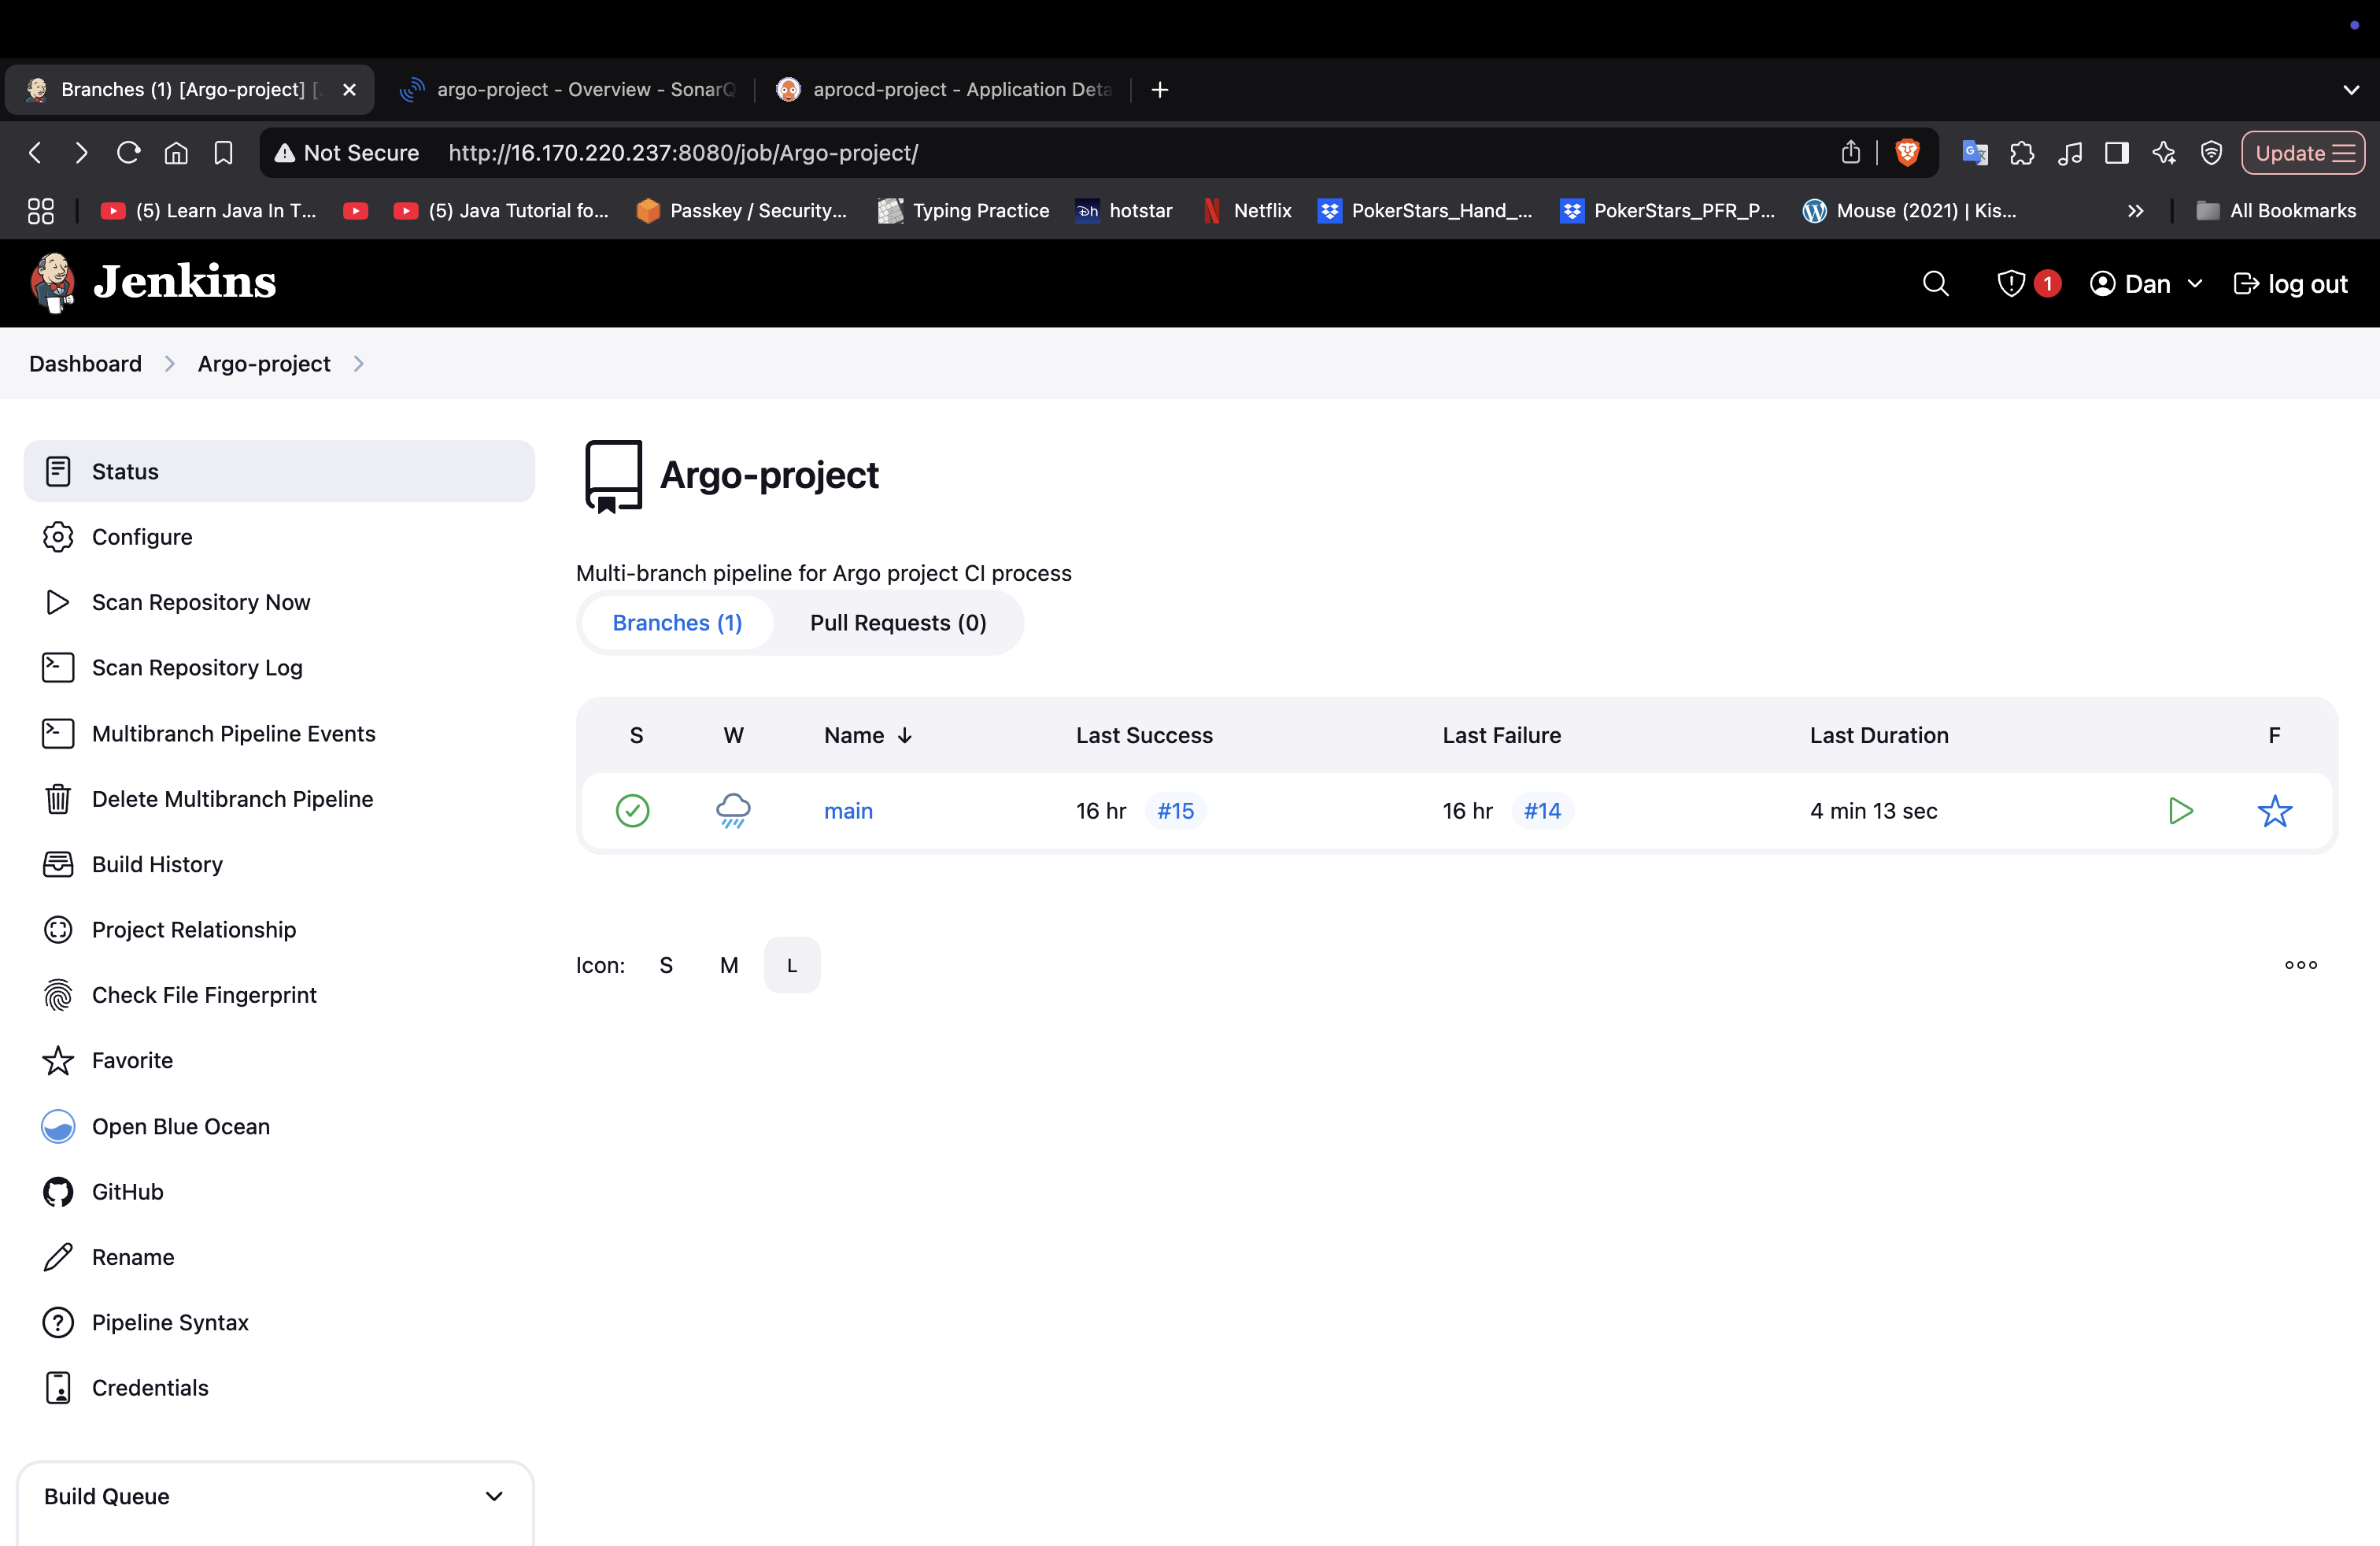 Branches (1) [Argo-project] [
argo-project - Overview - SonarQ
aprocd-project - Application Deta
Not Secure http://16.170.220.237:8080/job/Argo-project/
Update
(5) Learn Java In T...
(5) Java Tutorial fo...
Passkey / Security...
Typing Practice
hotstar
Netflix
PokerStars_Hand_...
PokerStars_PFR_P...
Mouse (2021) | Kis...
All Bookmarks
Jenkins
1
Dan
log out
Dashboard
Argo-project
Status
Configure
Scan Repository Now
Scan Repository Log
Multibranch Pipeline Events
Delete Multibranch Pipeline
Build History
Project Relationship
Check File Fingerprint
Favorite
Open Blue Ocean
GitHub
Rename
Pipeline Syntax
Credentials
Build Queue
Argo-project
Multi-branch pipeline for Argo project CI process
Branches (1) Pull Requests (0)
S W Name ↓ Last Success Last Failure Last Duration F
main 16 hr #15 16 hr #14 4 min 13 sec
Icon: S M L